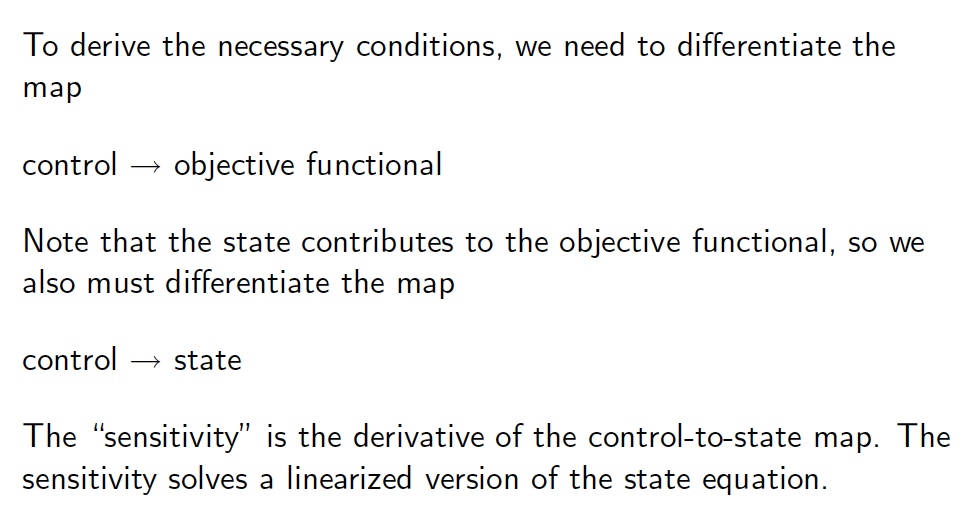 To derive the necessary conditions, we need to differentiate the
map
control → objective functional
Note that the state contributes to the objective functional, so we
also must differentiate the map
control → state
The “sensitivity” is the derivative of the control-to-state map. The
sensitivity solves a linearized version of the state equation.